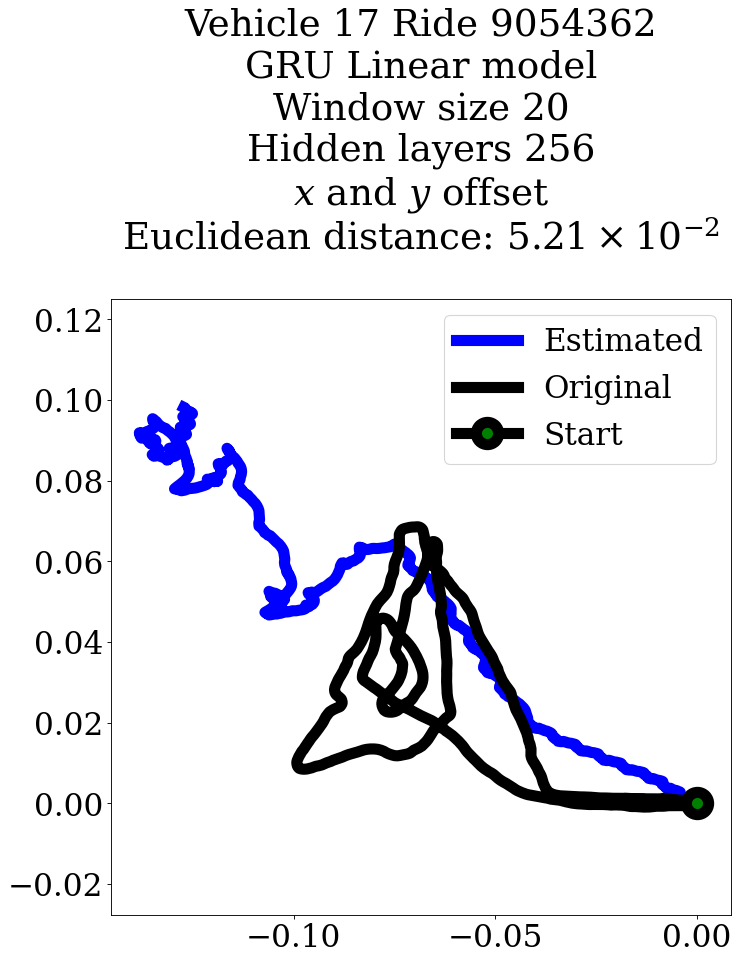 Vehicle 17 Ride 9054362
GRU Linear model
Window size 20
Hidden layers 256
x and y offset
Euclidean distance: 5.21 × 10⁻²
Estimated
Original
Start
0.12
0.10
0.08
0.06
0.04
0.02
0.00
−0.02
−0.10
−0.05
0.00